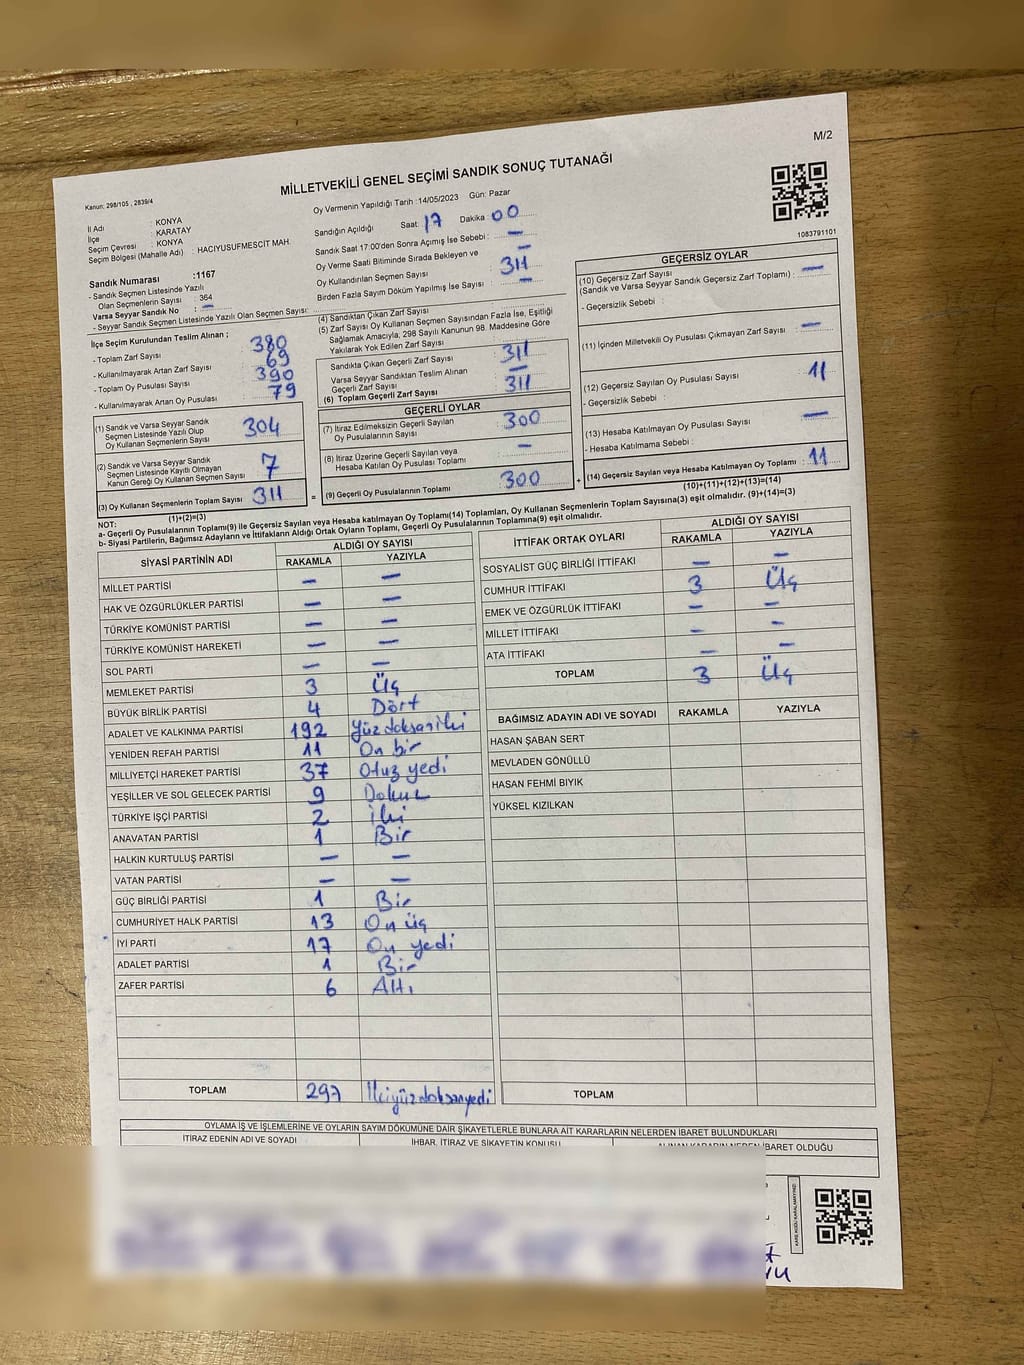 M/2
MİLLETVEKİLİ GENEL SEÇİMİ SANDIK SONUÇ TUTANAĞI
Kanun: 298/105 , 2839/4
Oy Vermenin Yapıldığı Tarih :14/05/2023 Gün: Pazar
İl Adı : KONYA
İlçe : KARATAY
Seçim Çevresi : KONYA
Seçim Bölgesi (Mahalle Adı) : HACIYUSUFMESCİT MAH.
Sandığın Açıldığı Saat: 17 Dakika : 00
Sandık Saat 17:00'den Sonra Açımış İse Sebebi : —
Oy Verme Saati Bitiminde Sırada Bekleyen ve —
Oy Kullandırılan Seçmen Sayısı 311
Birden Fazla Sayım Döküm Yapılmış İse Sayısı : —
1083791101
Sandık Numarası :1167
- Sandık Seçmen Listesinde Yazılı
Olan Seçmenlerin Sayısı : 364
Varsa Seyyar Sandık No : —
- Seyyar Sandık Seçmen Listesinde Yazılı Olan Seçmen Sayısı:
İlçe Seçim Kurulundan Teslim Alınan ;
- Toplam Zarf Sayısı : 380
- Kullanılmayarak Artan Zarf Sayısı : 69
- Toplam Oy Pusulası Sayısı : 390
- Kullanılmayarak Artan Oy Pusulası : 79
(1) Sandık ve Varsa Seyyar Sandık
Seçmen Listesinde Yazılı Olup
Oy Kullanan Seçmenlerin Sayısı 304
(2) Sandık ve Varsa Seyyar Sandık
Seçmen Listesinde Kayıtlı Olmayan
Kanun Gereği Oy Kullanan Seçmen Sayısı 7
(3) Oy Kullanan Seçmenlerin Toplam Sayısı 311
(1)+(2)=(3)
(4) Sandıktan Çıkan Zarf Sayısı
(5) Zarf Sayısı Oy Kullanan Seçmen Sayısından Fazla İse, Eşitliği
Sağlamak Amacıyla, 298 Sayılı Kanunun 98. Maddesine Göre
Yakılarak Yok Edilen Zarf Sayısı
Sandıkta Çıkan Geçerli Zarf Sayısı 311
Varsa Seyyar Sandıktan Teslim Alınan
Geçerli Zarf Sayısı —
(6) Toplam Geçerli Zarf Sayısı 311
GEÇERLİ OYLAR
(7) İtiraz Edilmeksizin Geçerli Sayılan
Oy Pusulalarının Sayısı 300
(8) İtiraz Üzerine Geçerli Sayılan veya
Hesaba Katılan Oy Pusulası Toplamı —
= (9) Geçerli Oy Pusulalarının Toplamı 300 +
GEÇERSİZ OYLAR
(10) Geçersiz Zarf Sayısı
(Sandık ve Varsa Seyyar Sandık Geçersiz Zarf Toplamı) : —
- Geçersizlik Sebebi :
(11) İçinden Milletvekili Oy Pusulası Çıkmayan Zarf Sayısı : —
(12) Geçersiz Sayılan Oy Pusulası Sayısı : 11
- Geçersizlik Sebebi :
(13) Hesaba Katılmayan Oy Pusulası Sayısı : —
- Hesaba Katılmama Sebebi :
(14) Geçersiz Sayılan veya Hesaba Katılmayan Oy Toplamı : 11
(10)+(11)+(12)+(13)=(14)
NOT:
a- Geçerli Oy Pusulalarının Toplamı(9) ile Geçersiz Sayılan veya Hesaba katılmayan Oy Toplamı(14) Toplamları, Oy Kullanan Seçmenlerin Toplam Sayısına(3) eşit olmalıdır. (9)+(14)=(3)
b- Siyasi Partilerin, Bağımsız Adayların ve İttifakların Aldığı Ortak Oyların Toplamı, Geçerli Oy Pusulalarının Toplamına(9) eşit olmalıdır.
SİYASİ PARTİNİN ADI ALDIĞI OY SAYISI
RAKAMLA YAZIYLA
MİLLET PARTİSİ — —
HAK VE ÖZGÜRLÜKLER PARTİSİ — —
TÜRKİYE KOMÜNİST PARTİSİ — —
TÜRKİYE KOMÜNİST HAREKETİ — —
SOL PARTİ — —
MEMLEKET PARTİSİ 3 Üç
BÜYÜK BİRLİK PARTİSİ 4 Dört
ADALET VE KALKINMA PARTİSİ 192 Yüz doksan iki
YENİDEN REFAH PARTİSİ 11 On bir
MİLLİYETÇİ HAREKET PARTİSİ 37 Otuz yedi
YEŞİLLER VE SOL GELECEK PARTİSİ 9 Dokuz
TÜRKİYE İŞÇİ PARTİSİ 2 İki
ANAVATAN PARTİSİ 1 Bir
HALKIN KURTULUŞ PARTİSİ — —
VATAN PARTİSİ — —
GÜÇ BİRLİĞİ PARTİSİ 1 Bir
CUMHURİYET HALK PARTİSİ 13 On üç
İYİ PARTİ 17 On yedi
ADALET PARTİSİ 1 Bir
ZAFER PARTİSİ 6 Altı
TOPLAM 297 İkiyüzdoksanyedi
İTTİFAK ORTAK OYLARI ALDIĞI OY SAYISI
RAKAMLA YAZIYLA
SOSYALİST GÜÇ BİRLİĞİ İTTİFAKI — —
CUMHUR İTTİFAKI 3 Üç
EMEK VE ÖZGÜRLÜK İTTİFAKI — —
MİLLET İTTİFAKI — —
ATA İTTİFAKI — —
TOPLAM 3 Üç
BAĞIMSIZ ADAYIN ADI VE SOYADI RAKAMLA YAZIYLA
HASAN ŞABAN SERT
MEVLADEN GÖNÜLLÜ
HASAN FEHMİ BIYIK
YÜKSEL KIZILKAN
TOPLAM
OYLAMA İŞ VE İŞLEMLERİNE VE OYLARIN SAYIM DÖKÜMÜNE DAİR ŞİKAYETLERLE BUNLARA AİT KARARLARIN NELERDEN İBARET BULUNDUKLARI
İTİRAZ EDENİN ADI VE SOYADI İHBAR, İTİRAZ VE ŞİKAYETİN KONUSU ALINAN KARARIN NEDEN İBARET OLDUĞU